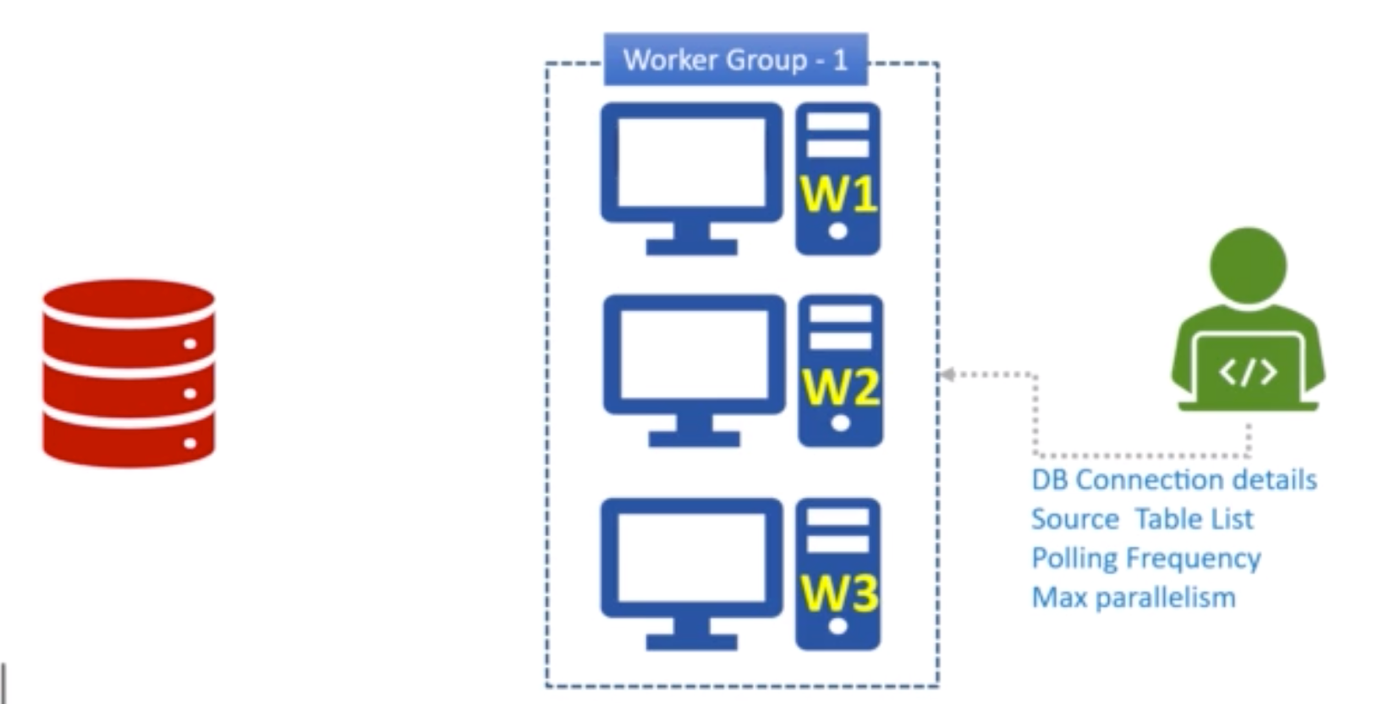 Worker Group - 1
W1
W2
</>
W3
DB Connection details
Source Table List
Polling Frequency
Max parallelism